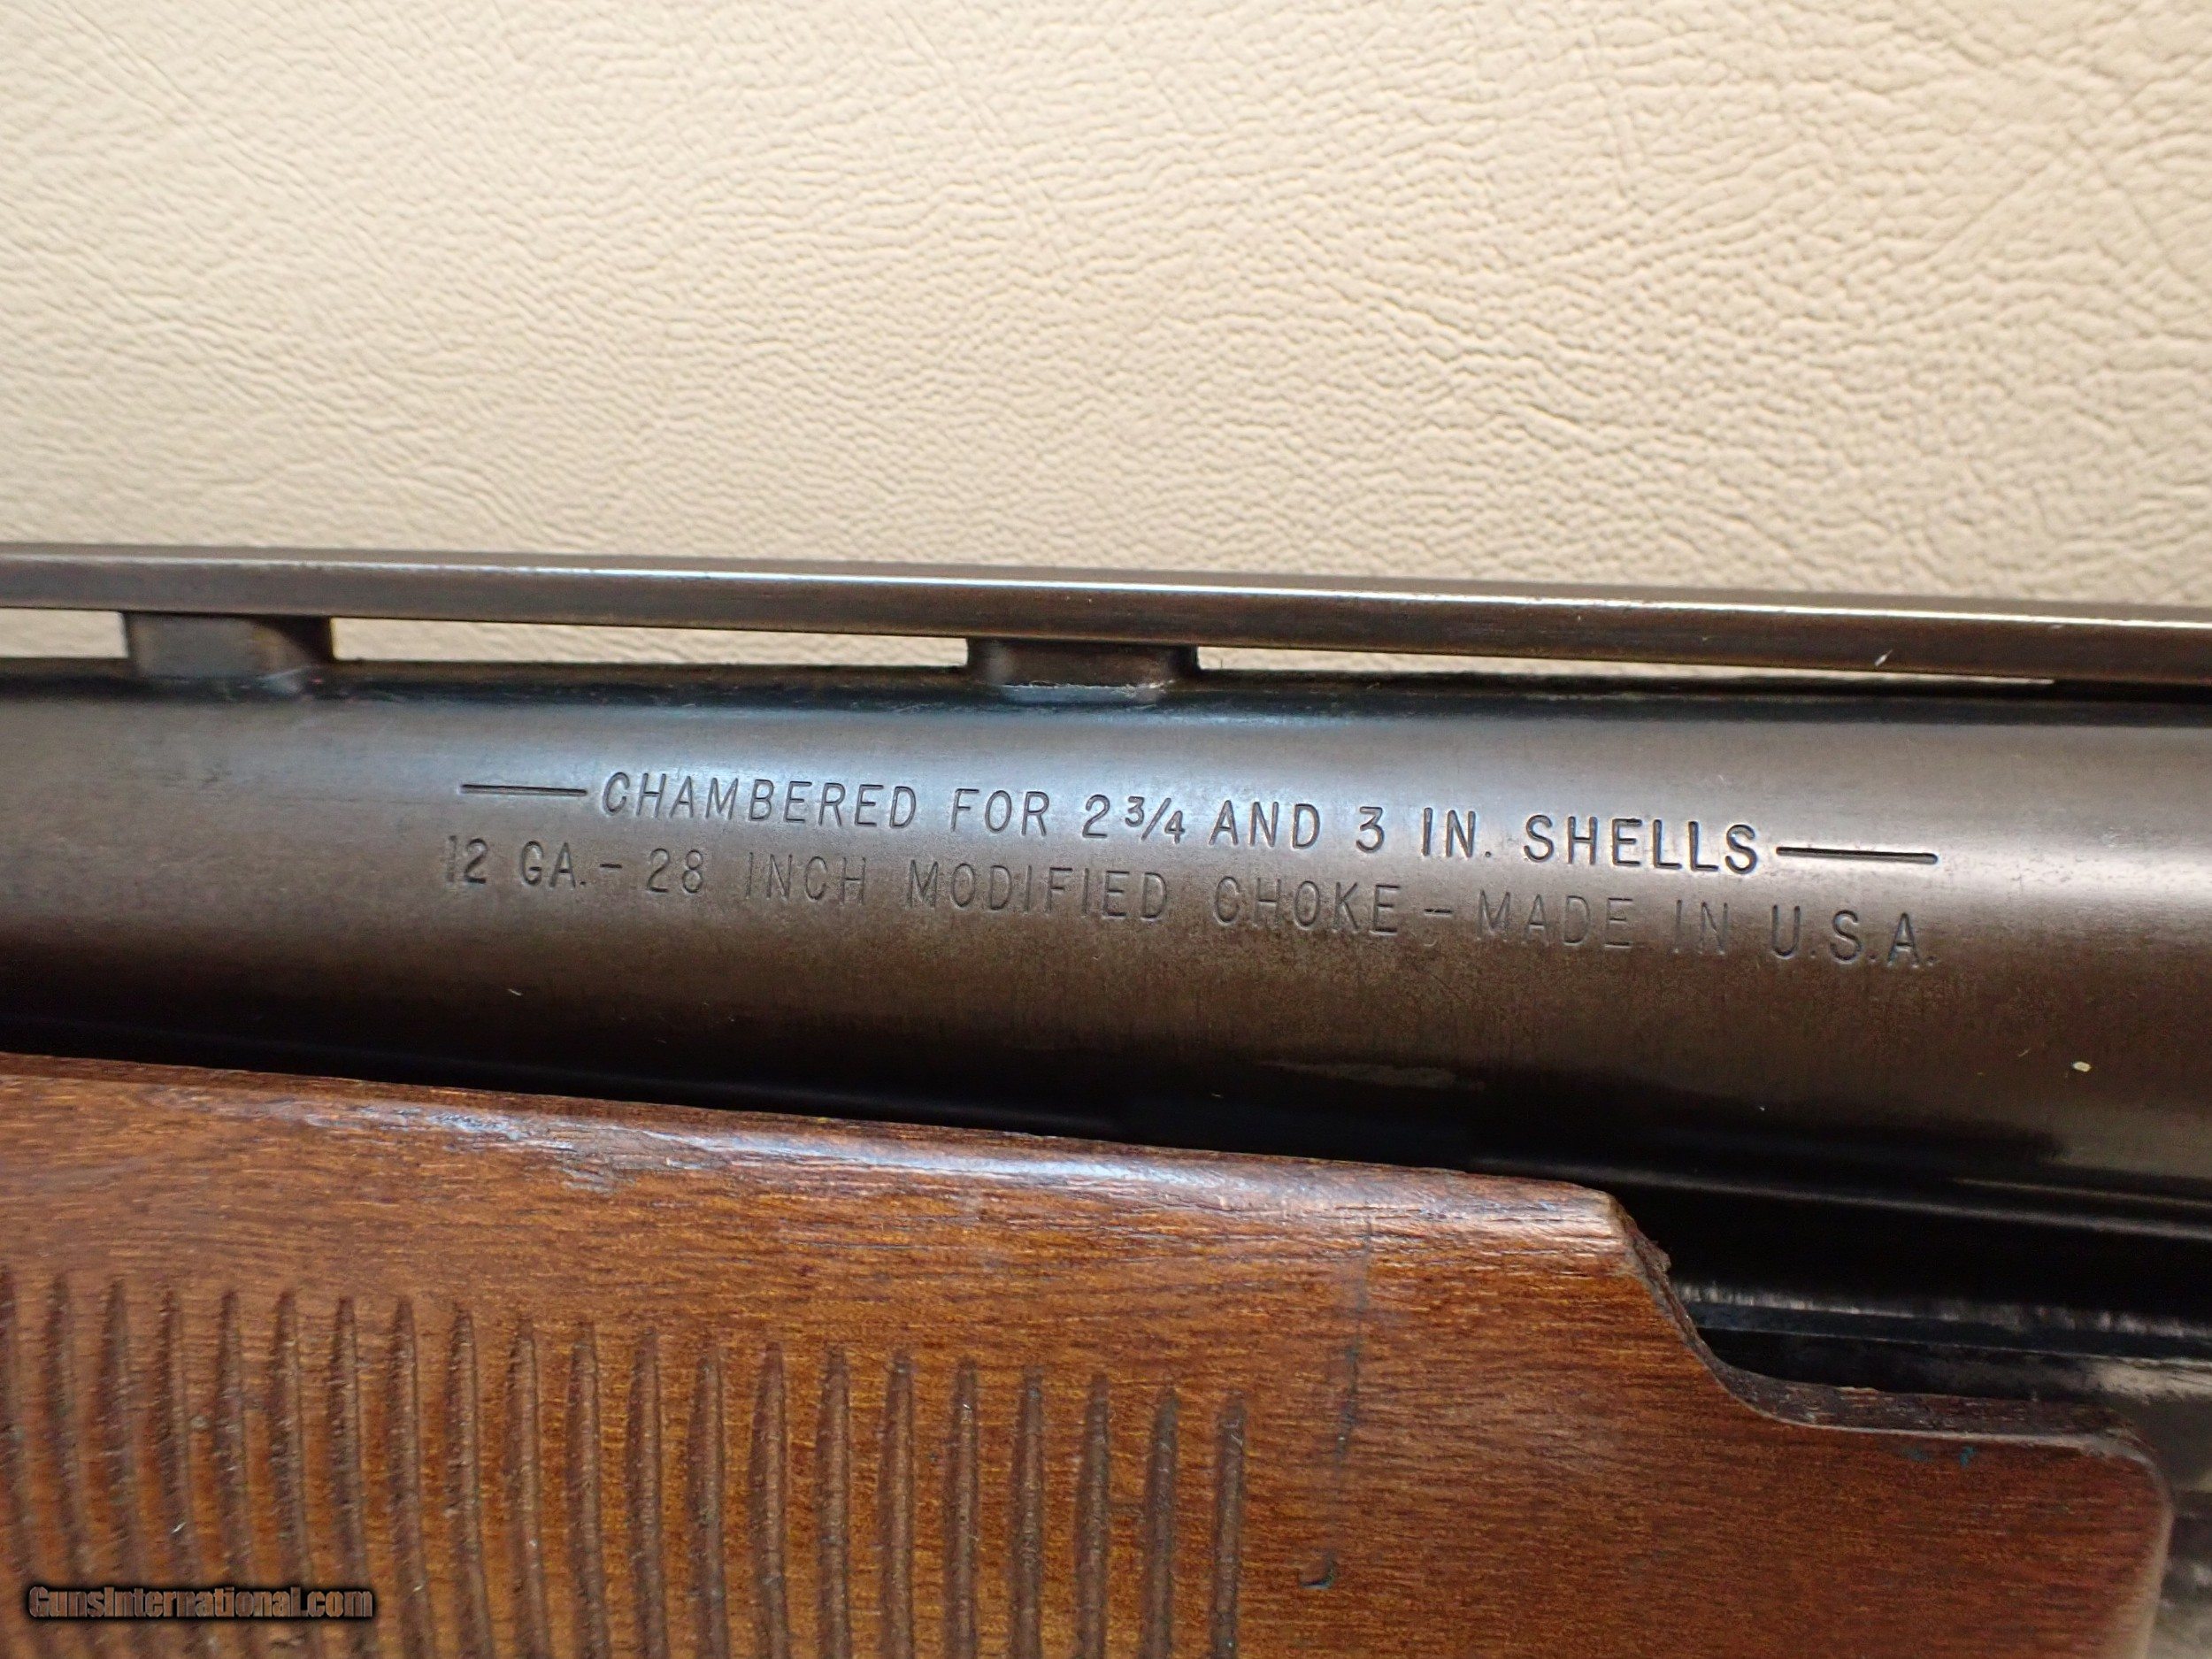 —CHAMBERED FOR 2 3/4 AND 3 IN. SHELLS—
12 GA.-28 INCH MODIFIED CHOKE-MADE IN U.S.A.
GunsInternational.com